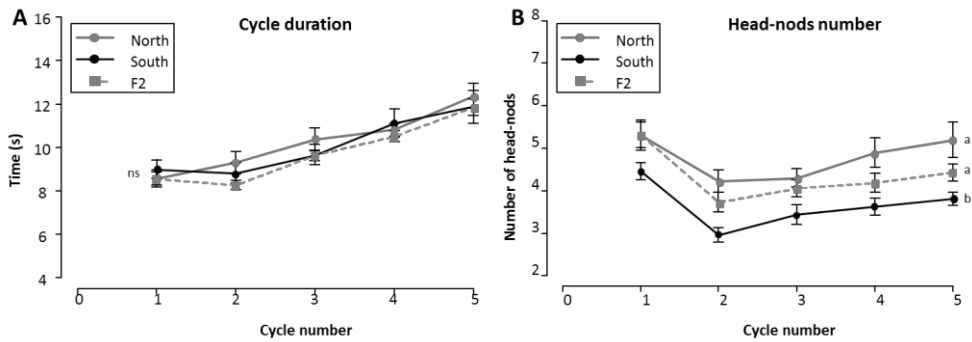 A
Cycle duration
North
South
F2
16
14
12
10
8
6
4
ns
Time (s)
0 1 2 3 4 5
Cycle number
B
Head-nods number
North
South
F2
8
7
6
5
4
3
2
a
a
b
Number of head-nods
0 1 2 3 4 5
Cycle number